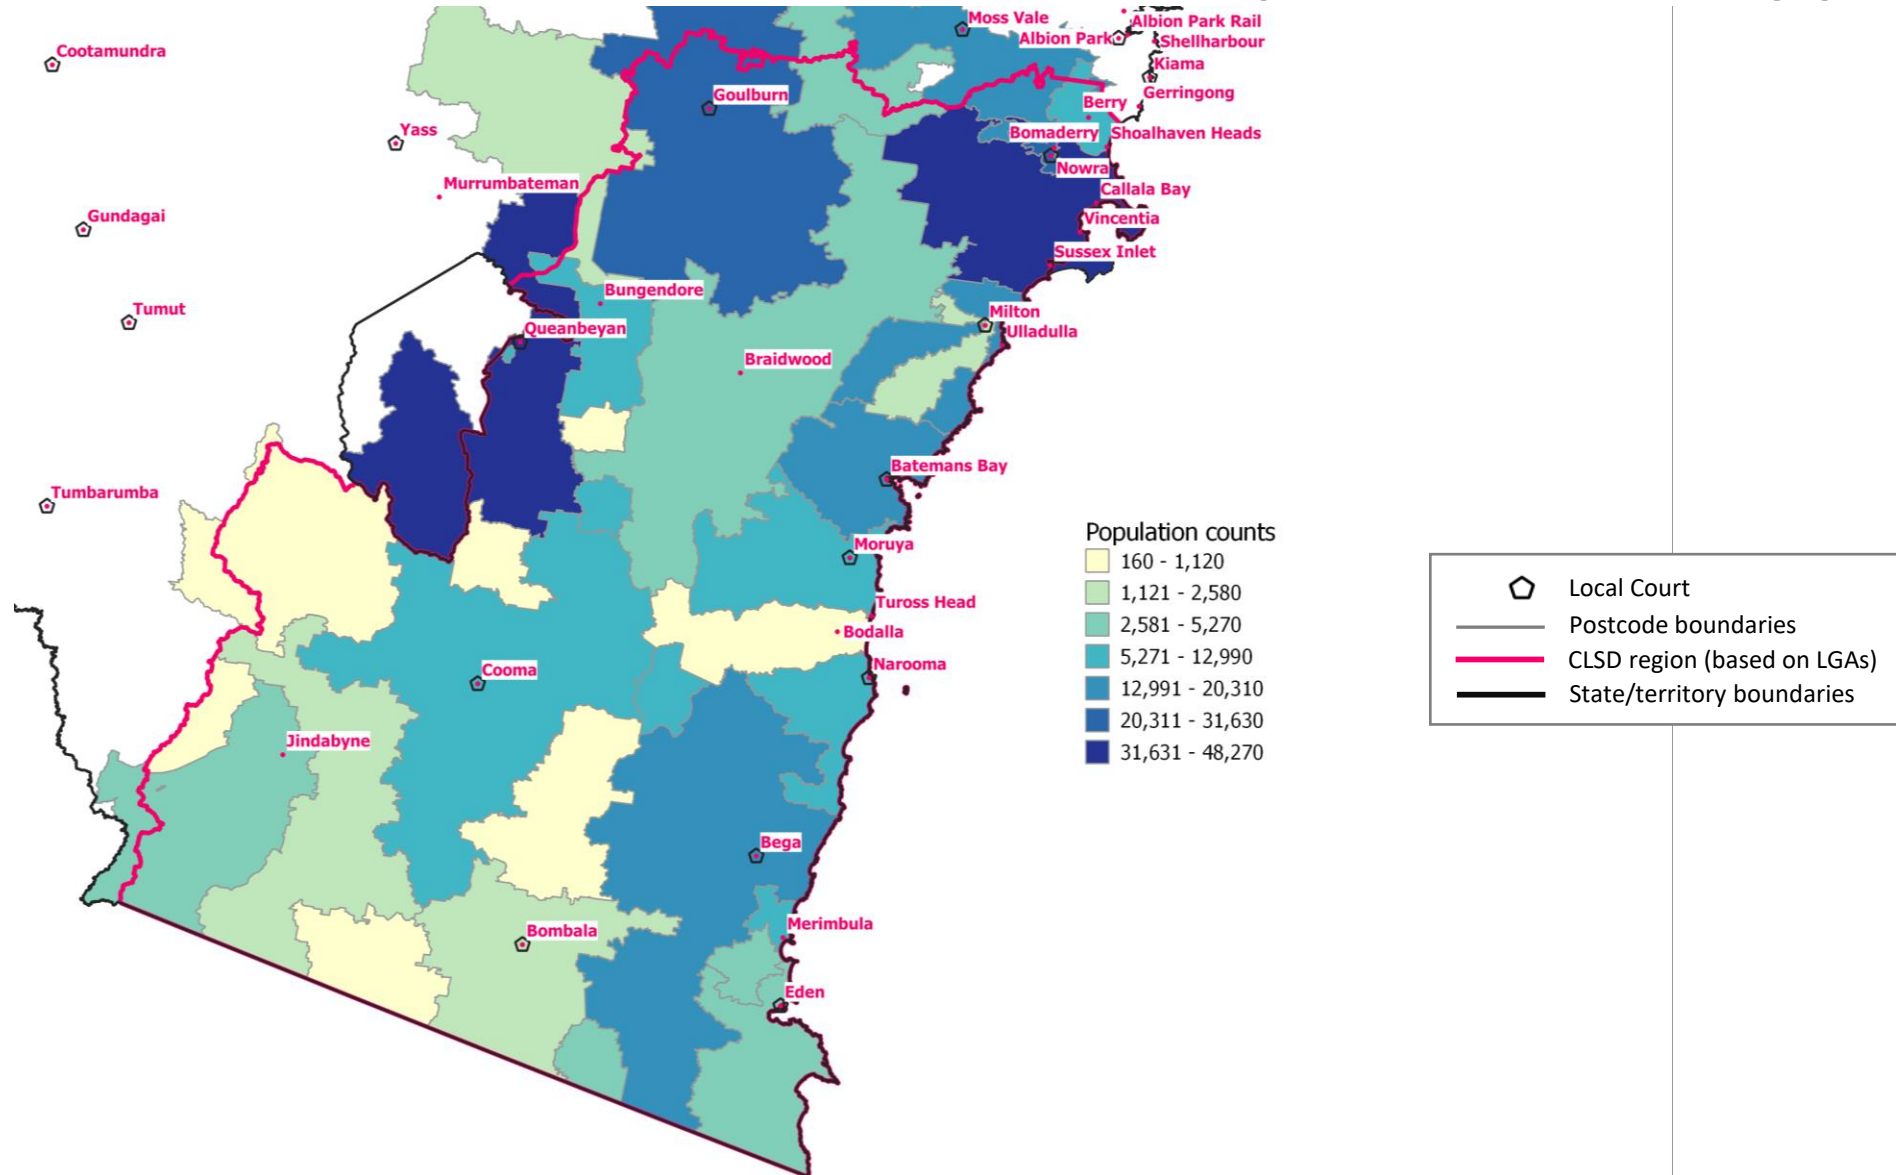 Moss Vale
Albion Park Rail
Albion Park
Shellharbour
Cootamundra
Kiama
Goulburn
Gerringong
Berry
Yass
Bomaderry
Shoalhaven Heads
Nowra
Murrumbateman
Callala Bay
Gundagai
Vincentia
Sussex Inlet
Bungendore
Tumut
Milton
Queanbeyan
Ulladulla
Braidwood
Batemans Bay
Tumbarumba
Moruya
Tuross Head
Bodalla
Narooma
Cooma
Jindabyne
Bega
Merimbula
Bombala
Eden
Population counts
160 - 1,120
1,121 - 2,580
2,581 - 5,270
5,271 - 12,990
12,991 - 20,310
20,311 - 31,630
31,631 - 48,270
Local Court
Postcode boundaries
CLSD region (based on LGAs)
State/territory boundaries